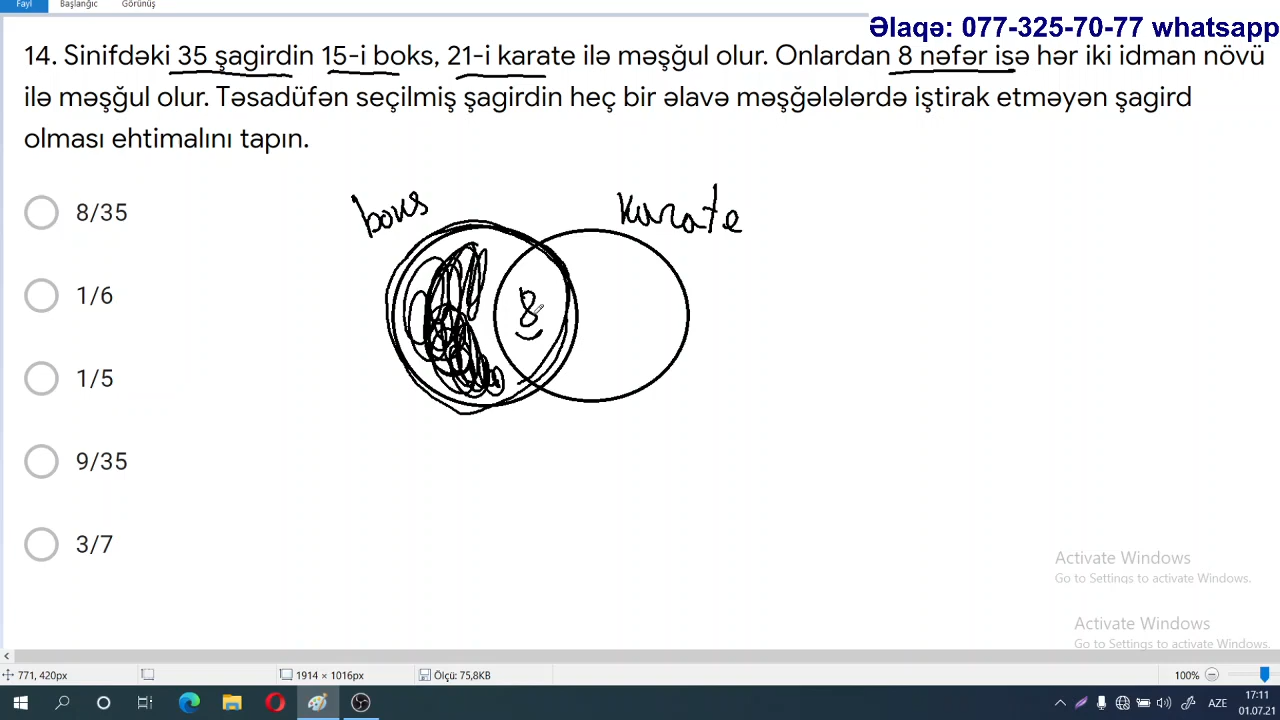 Fayl Başlanğıc Görünüş
Əlaqə: 077-325-70-77 whatsapp
14. Sinifdəki 35 şagirdin 15-i boks, 21-i karate ilə məşğul olur. Onlardan 8 nəfər isə hər iki idman növü
ilə məşğul olur. Təsadüfən seçilmiş şagirdin heç bir əlavə məşğələlərdə iştirak etməyən şagird
olması ehtimalını tapın.
boks karate
8/35
8
1/6
1/5
9/35
3/7
Activate Windows
Go to Settings to activate Windows.
Activate Windows
Go to Settings to activate Windows.
771, 420px 1914 × 1016px Ölçü: 75,8KB 100%
AZE 17:11
01.07.21